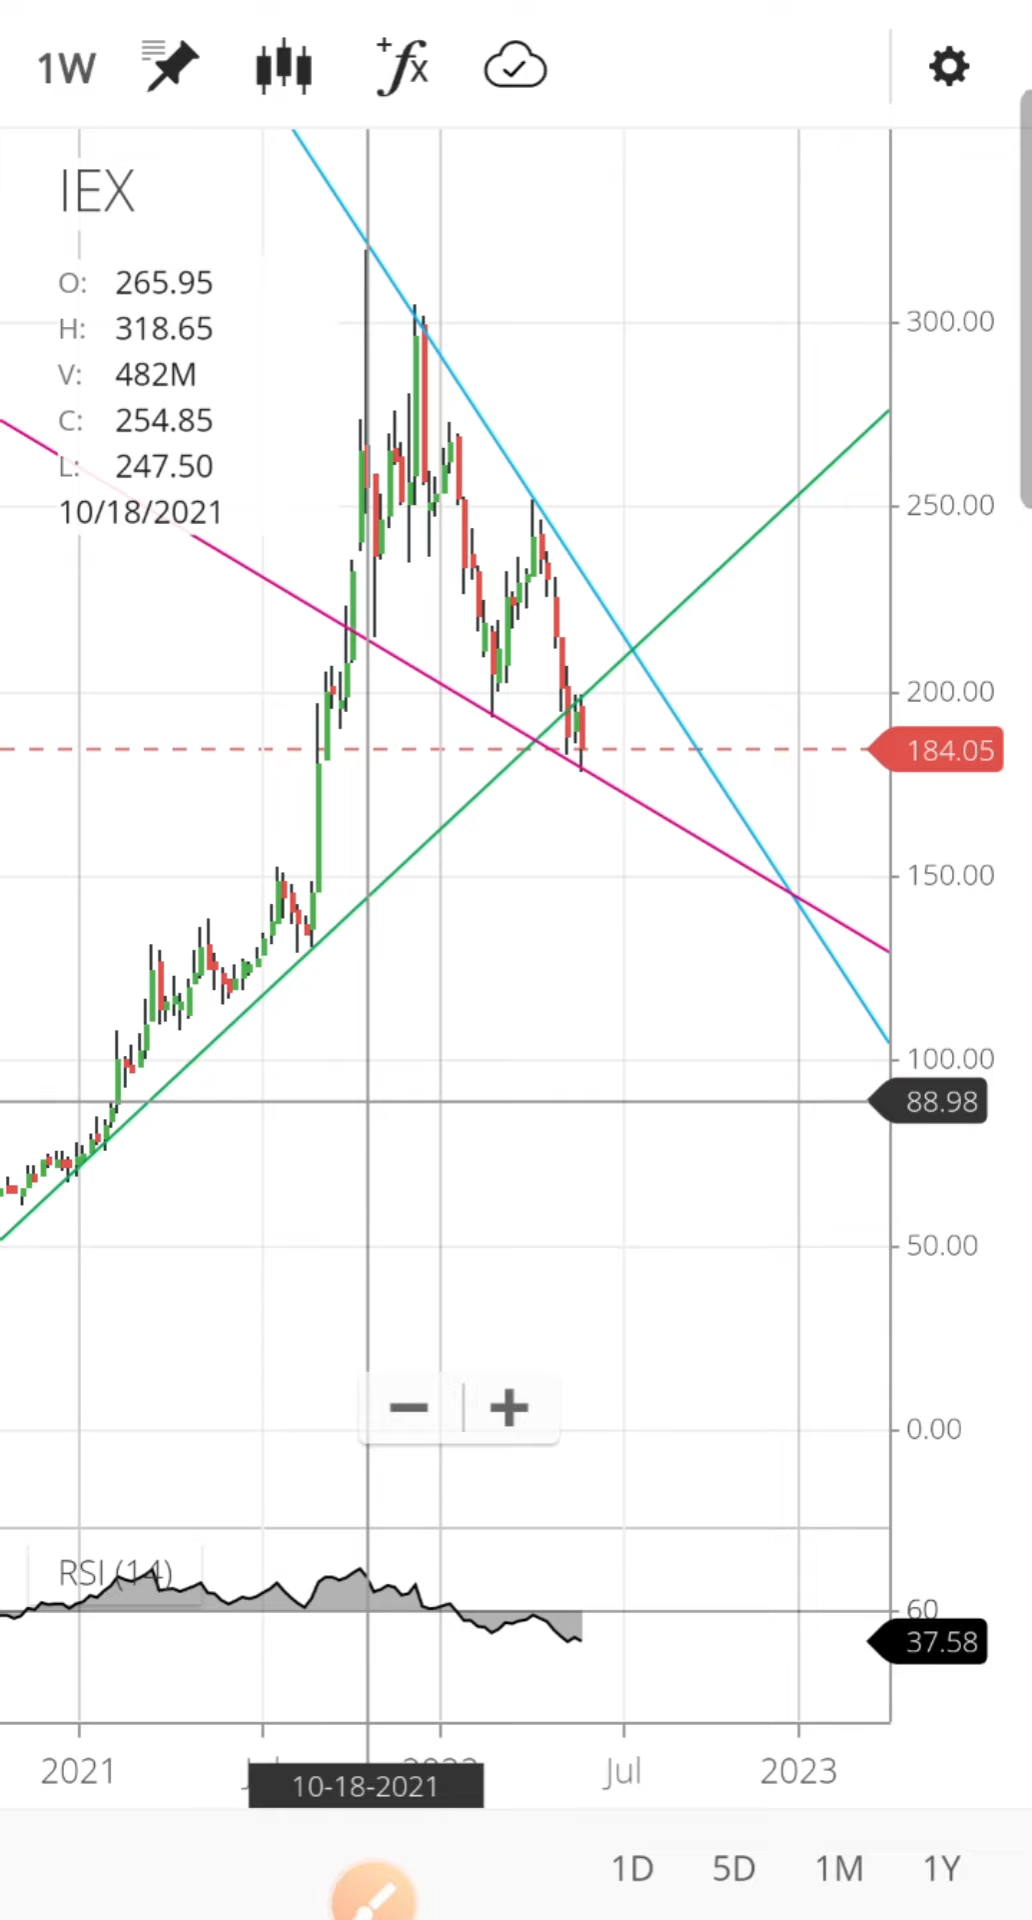 1W
+fx
IEX
O: 265.95
H: 318.65
V: 482M
C: 254.85
L: 247.50
10/18/2021
300.00
250.00
200.00
184.05
150.00
100.00
88.98
50.00
0.00
RSI (14)
60
37.58
2021
2022
Jul
2023
10-18-2021
1D 5D 1M 1Y